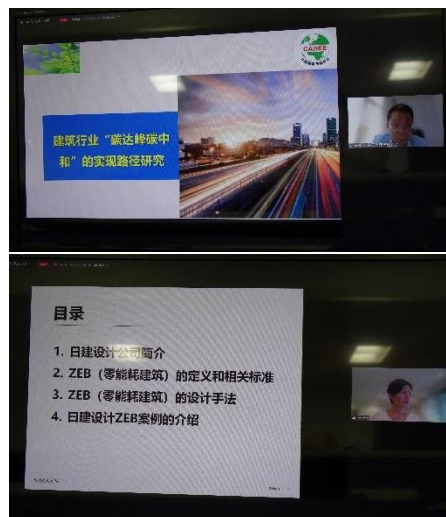 CABEE
建筑行业“碳达峰碳中
和”的实现路径研究
目录
1. 日建设计公司简介
2. ZEB（零能耗建筑）的定义和相关标准
3. ZEB（零能耗建筑）的设计手法
4. 日建设计ZEB案例的介绍
NIKKEN